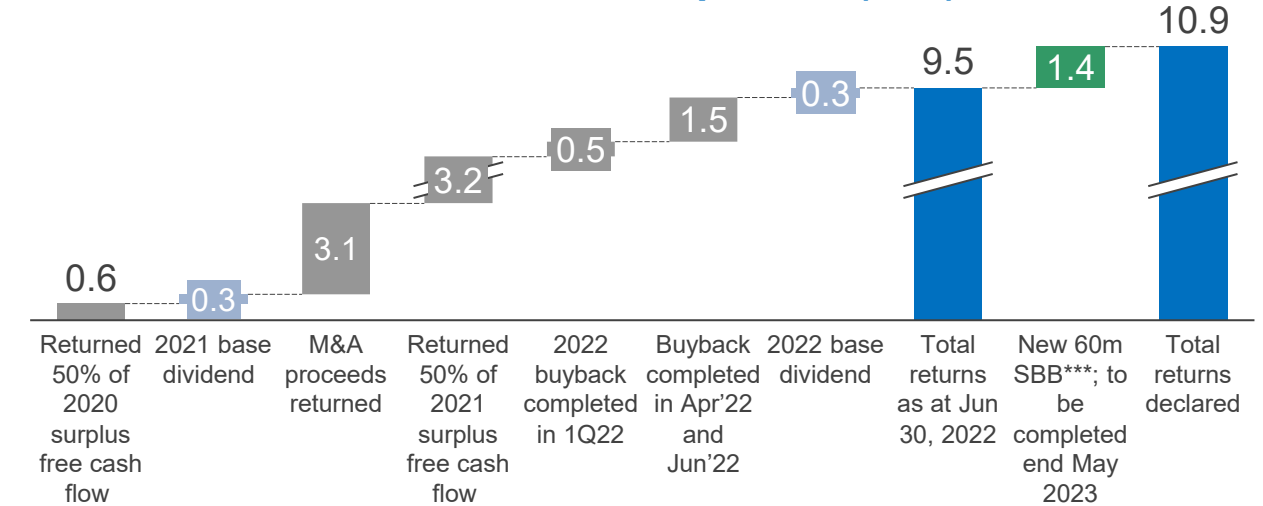 10.9
9.5
1.4
0.3
1.5
0.5
3.2
3.1
0.6
0.3
Returned
50% of
2020
surplus
free cash
flow
2021 base
dividend
M&A
proceeds
returned
Returned
50% of
2021
surplus
free cash
flow
2022
buyback
completed
in 1Q22
Buyback
completed
in Apr’22
and
Jun’22
2022 base
dividend
Total
returns
as at Jun
30, 2022
New 60m
SBB***; to
be
completed
end May
2023
Total
returns
declared